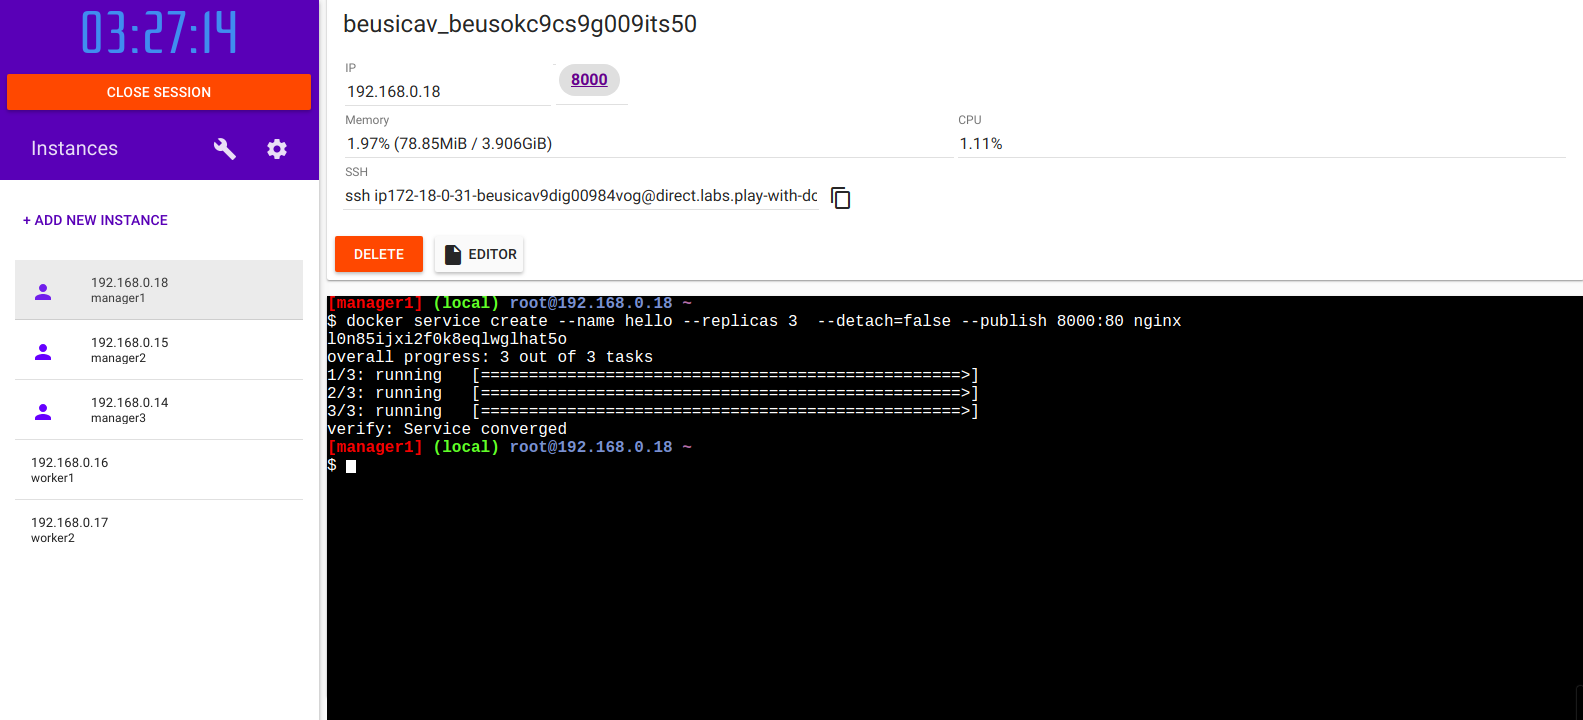 03:27:14
CLOSE SESSION
Instances
+ ADD NEW INSTANCE
192.168.0.18
manager1
192.168.0.15
manager2
192.168.0.14
manager3
192.168.0.16
worker1
192.168.0.17
worker2
beusicav_beusokc9cs9g009its50
IP
192.168.0.18
8000
Memory
1.97% (78.85MiB / 3.906GiB)
CPU
1.11%
SSH
ssh ip172-18-0-31-beusicav9dig00984vog@direct.labs.play-with-dc
DELETE
EDITOR
[manager1] (local) root@192.168.0.18 ~
$ docker service create --name hello --replicas 3  --detach=false --publish 8000:80 nginx
l0n85ijxi2f0k8eqlwglhat5o
overall progress: 3 out of 3 tasks
1/3: running   [==================================================>]
2/3: running   [==================================================>]
3/3: running   [==================================================>]
verify: Service converged
[manager1] (local) root@192.168.0.18 ~
$